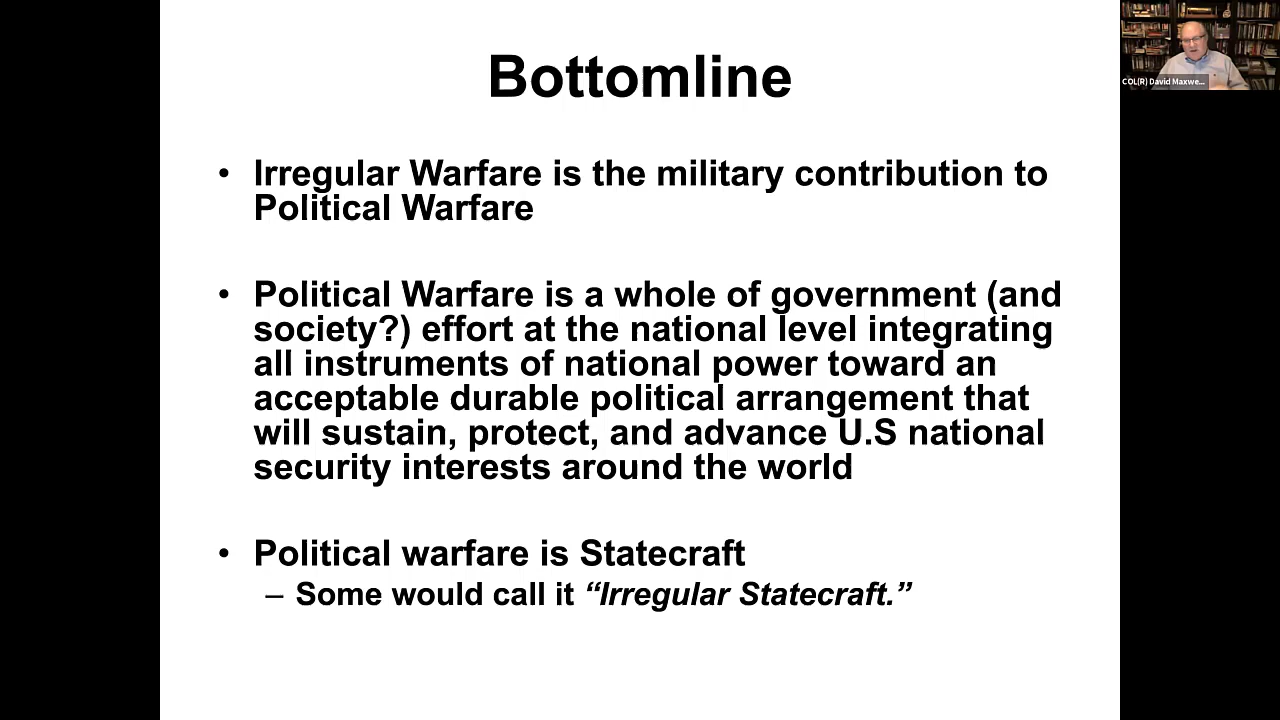 Bottomline
COL(R) David Maxwe...
• Irregular Warfare is the military contribution to
Political Warfare
• Political Warfare is a whole of government (and
society?) effort at the national level integrating
all instruments of national power toward an
acceptable durable political arrangement that
will sustain, protect, and advance U.S national
security interests around the world
• Political warfare is Statecraft
– Some would call it “Irregular Statecraft.”